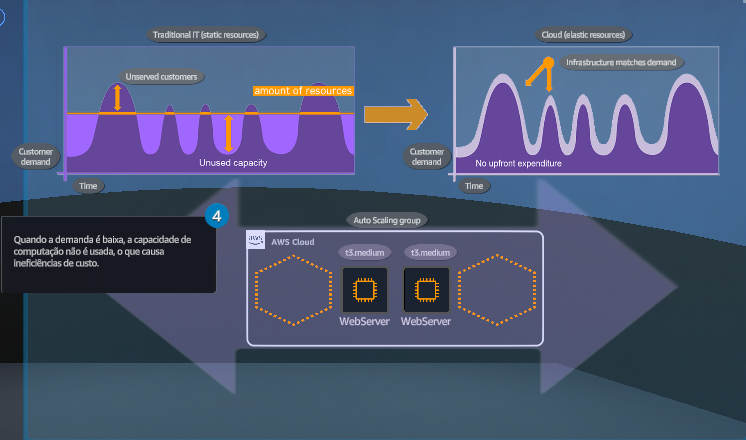 Traditional IT (static resources)
Cloud (elastic resources)
Unserved customers
amount of resources
Unused capacity
Customer
demand
Time
Infrastructure matches demand
No upfront expenditure
Customer
demand
Time
4
Quando a demanda é baixa, a capacidade de
computação não é usada, o que causa
ineficiências de custo.
Auto Scaling group
aws
AWS Cloud
t3.medium
t3.medium
WebServer
WebServer